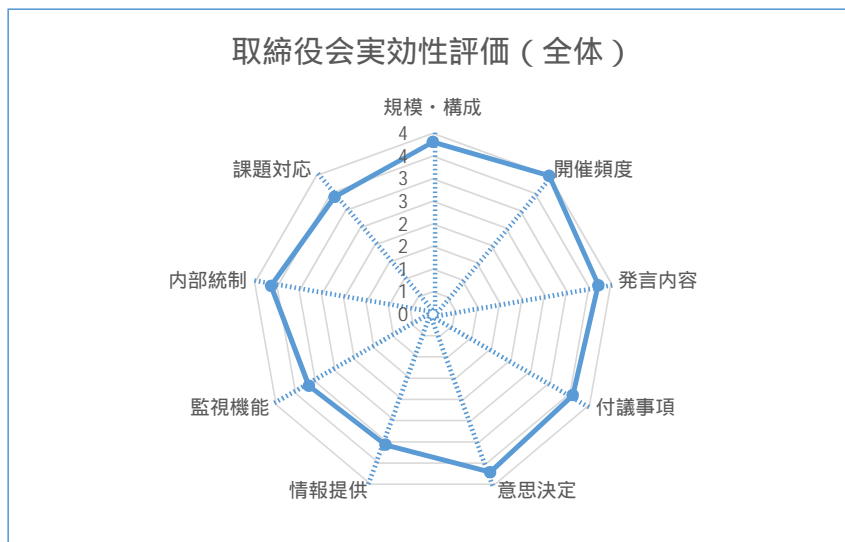 取締役会実効性評価（全体）
規模・構成
開催頻度
発言内容
付議事項
意思決定
情報提供
監視機能
内部統制
課題対応
4
4
3
3
2
2
1
1
0